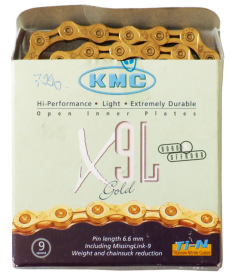 KMC
Hi-Performance • Light • Extremely Durable
Open Inner Plates
X9L
Gold
Pin length 6.6 mm
Including MissingLink-9
Weight and chainsuck reduction
9
Ti-N